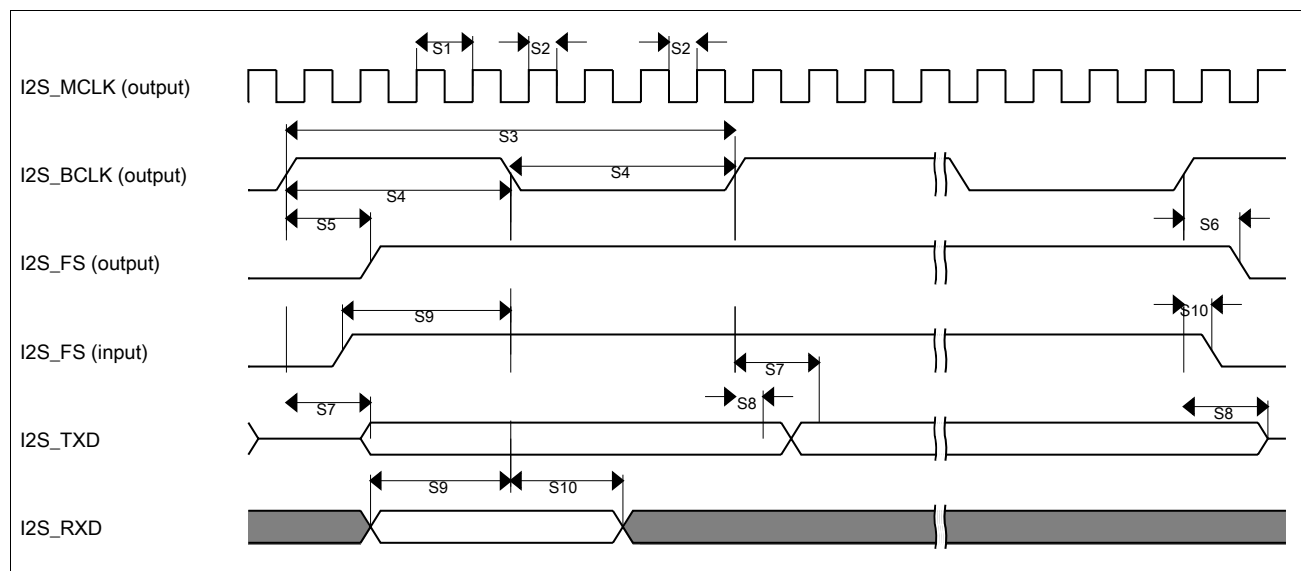 S1
S2
S2
I2S_MCLK (output)
S3
I2S_BCLK (output)
S4
S4
S5
S6
I2S_FS (output)
S9
S10
I2S_FS (input)
S7
S7
S8
S8
I2S_TXD
S9
S10
I2S_RXD